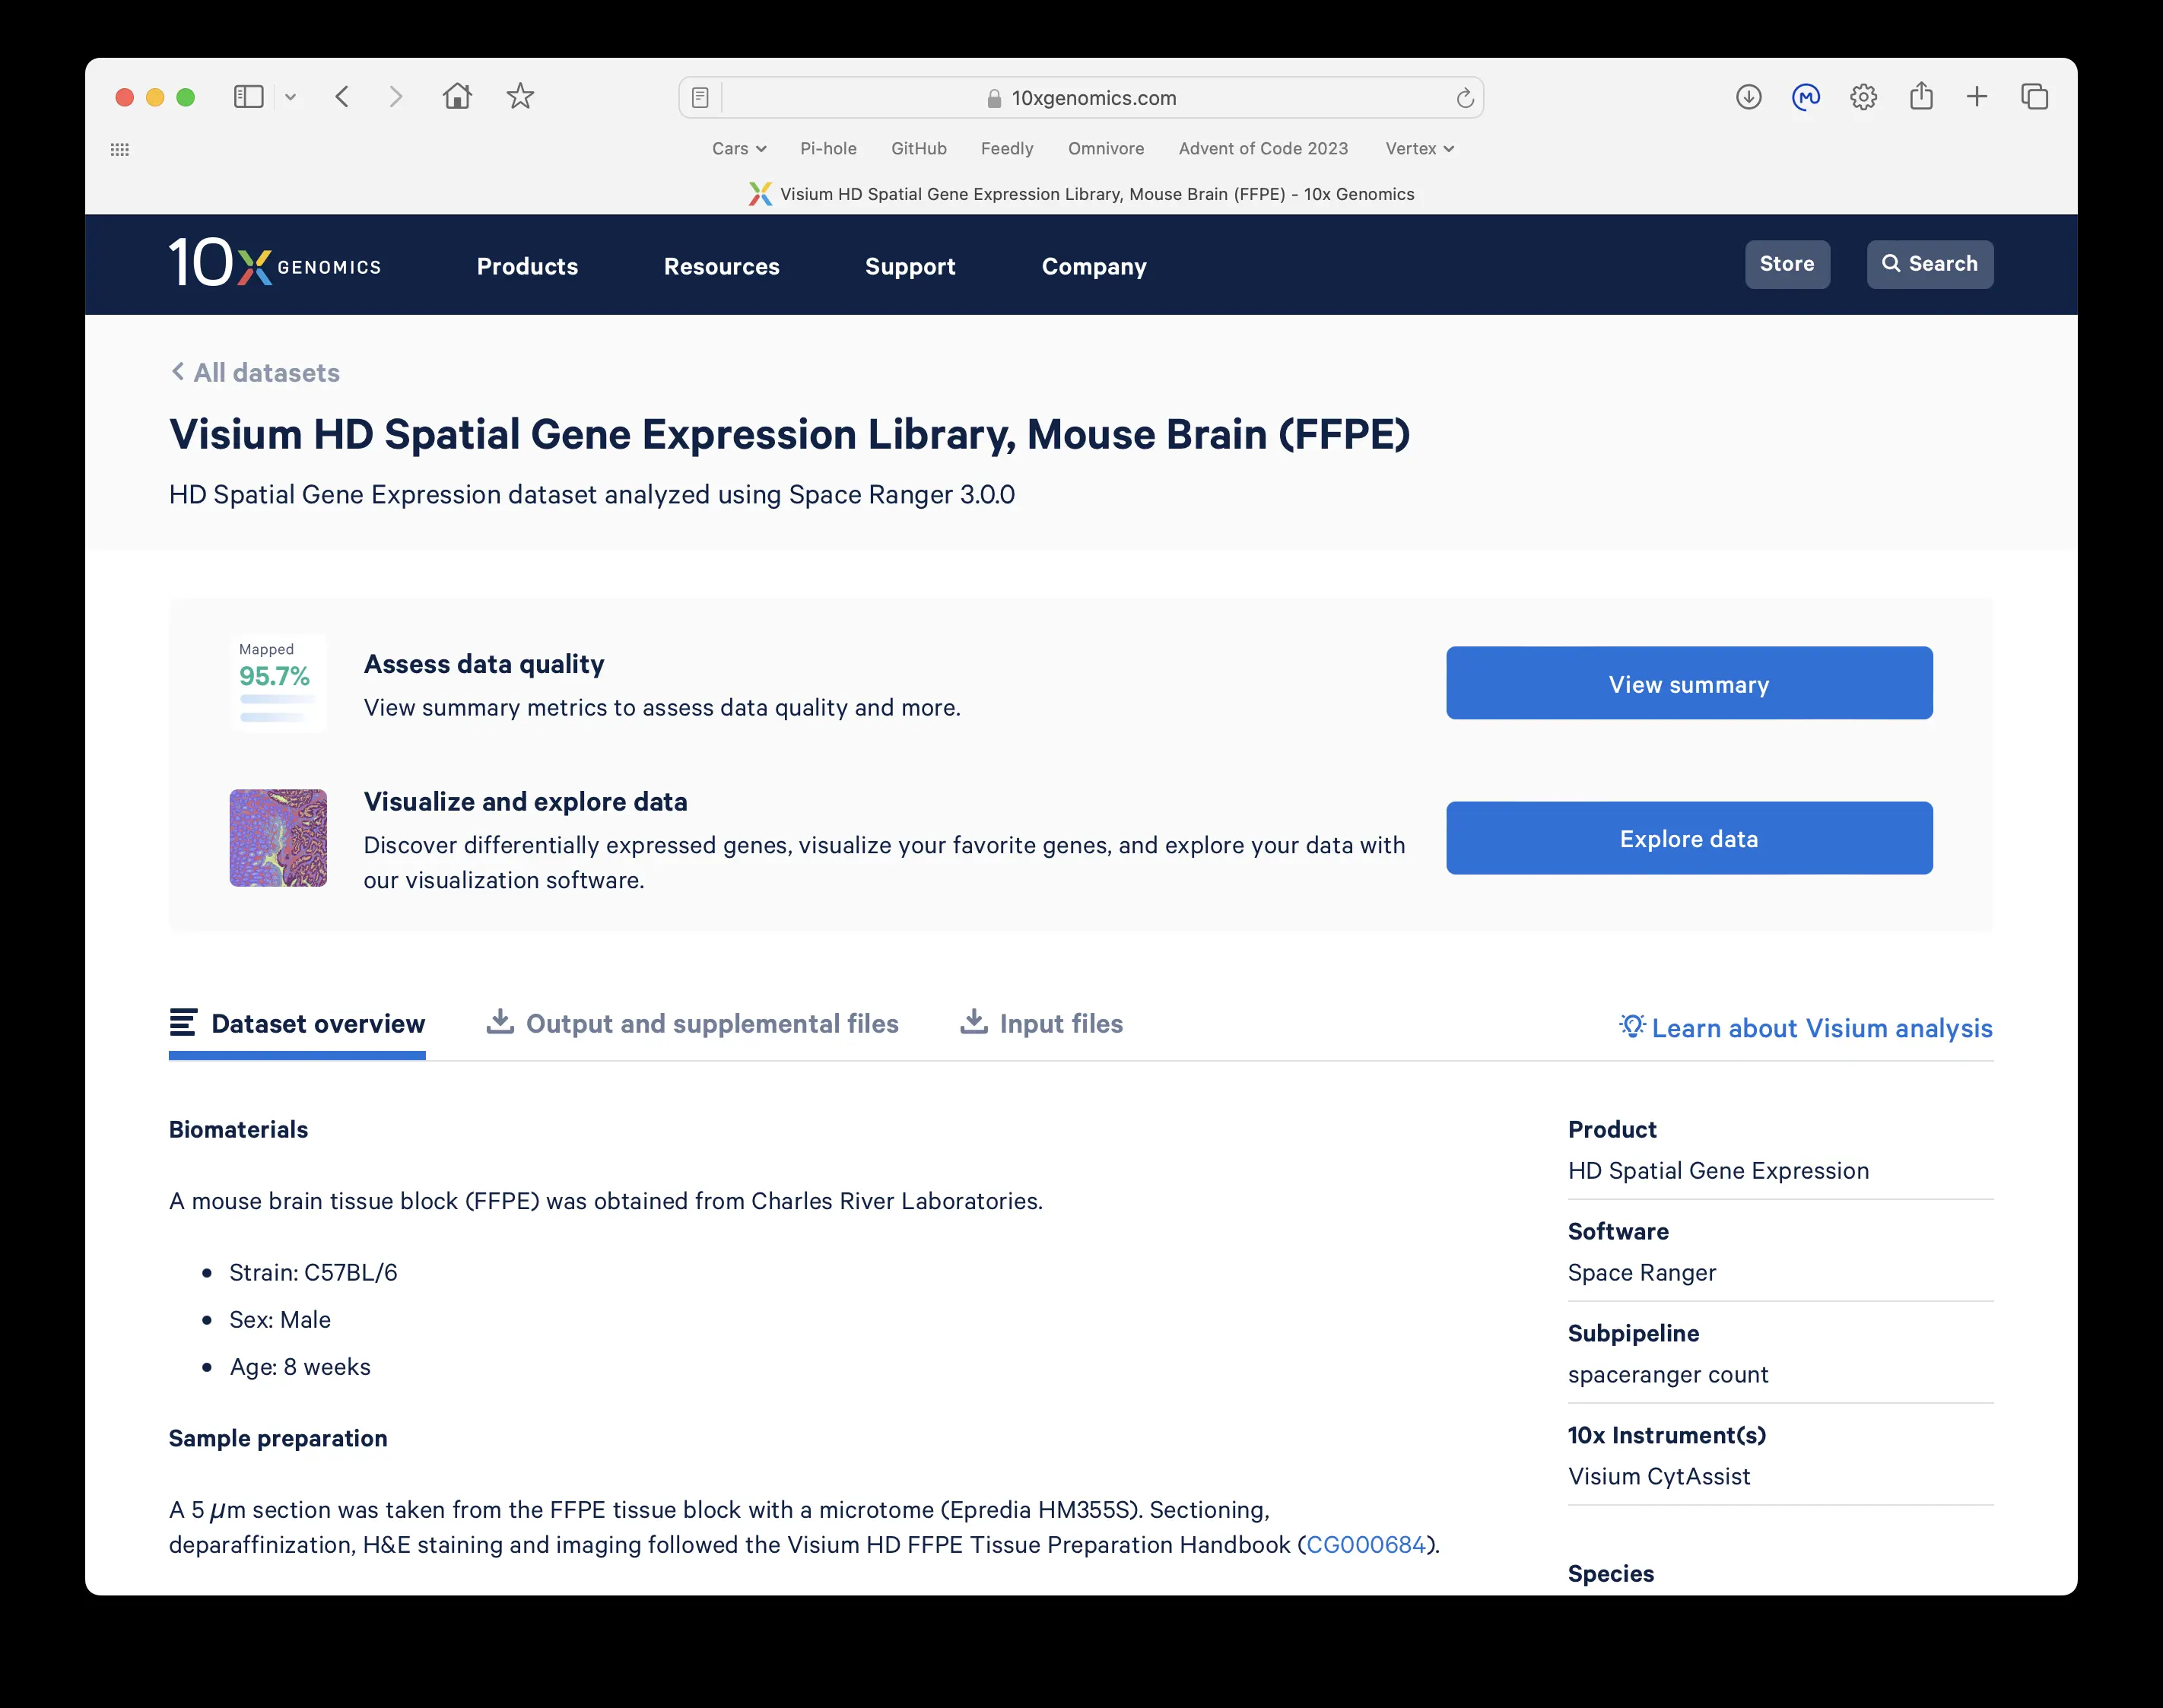 10xgenomics.com
Cars Pi-hole GitHub Feedly Omnivore Advent of Code 2023 Vertex
Visium HD Spatial Gene Expression Library, Mouse Brain (FFPE) - 10x Genomics
10x GENOMICS Products Resources Support Company Store Search
All datasets
Visium HD Spatial Gene Expression Library, Mouse Brain (FFPE)
HD Spatial Gene Expression dataset analyzed using Space Ranger 3.0.0
Mapped
95.7%
Assess data quality
View summary metrics to assess data quality and more.
View summary
Visualize and explore data
Discover differentially expressed genes, visualize your favorite genes, and explore your data with
our visualization software.
Explore data
Dataset overview Output and supplemental files Input files Learn about Visium analysis
Biomaterials
A mouse brain tissue block (FFPE) was obtained from Charles River Laboratories.
• Strain: C57BL/6
• Sex: Male
• Age: 8 weeks
Sample preparation
A 5 μm section was taken from the FFPE tissue block with a microtome (Epredia HM355S). Sectioning,
deparaffinization, H&E staining and imaging followed the Visium HD FFPE Tissue Preparation Handbook (CG000684).
Product
HD Spatial Gene Expression
Software
Space Ranger
Subpipeline
spaceranger count
10x Instrument(s)
Visium CytAssist
Species